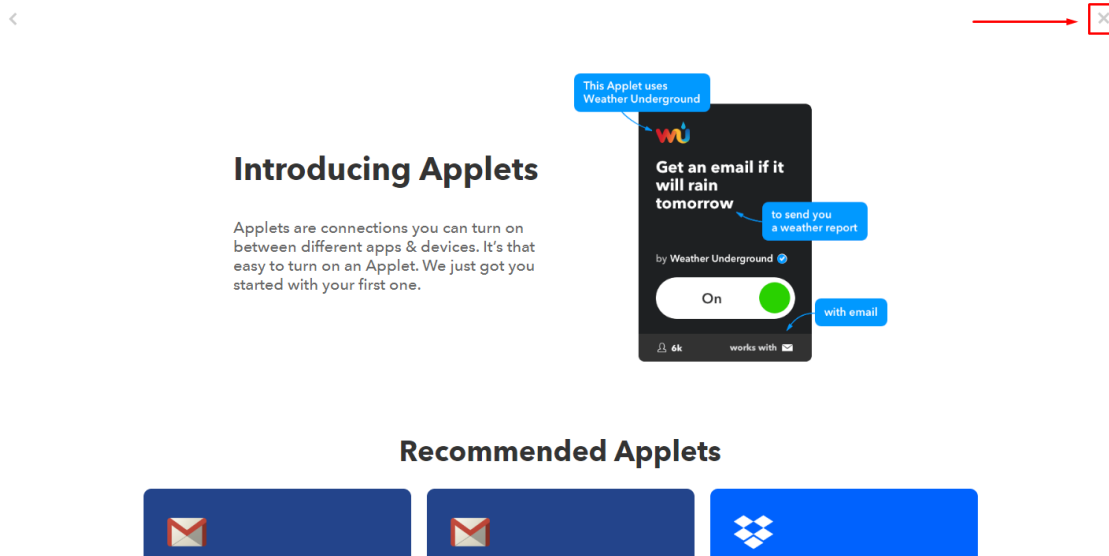 This Applet uses
Weather Underground
Introducing Applets
Applets are connections you can turn on
between different apps & devices. It's that
easy to turn on an Applet. We just got you
started with your first one.
wu
Get an email if it
will rain
tomorrow
to send you
a weather report
by Weather Underground
On
with email
6k
works with
Recommended Applets